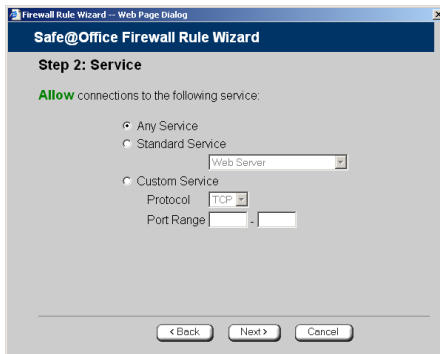 Firewall Rule Wizard -- Web Page Dialog
Safe@Office Firewall Rule Wizard
Step 2: Service
Allow connections to the following service:
Any Service
Standard Service
Web Server
Custom Service
Protocol TCP
Port Range -
<Back Next> Cancel